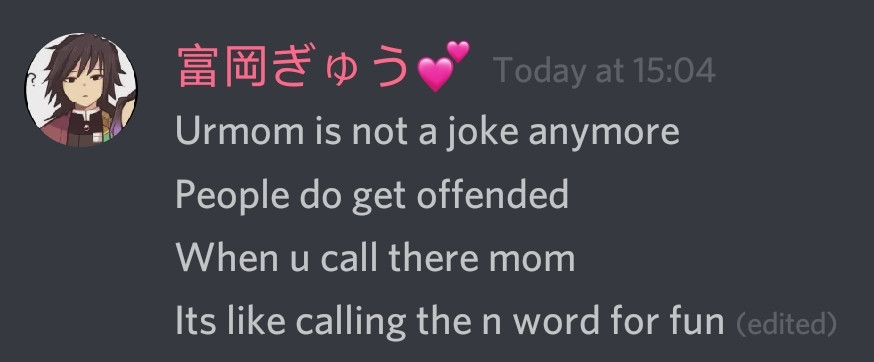 富岡ぎゅう💕 Today at 15:04
Urmom is not a joke anymore
People do get offended
When u call there mom
Its like calling the n word for fun (edited)